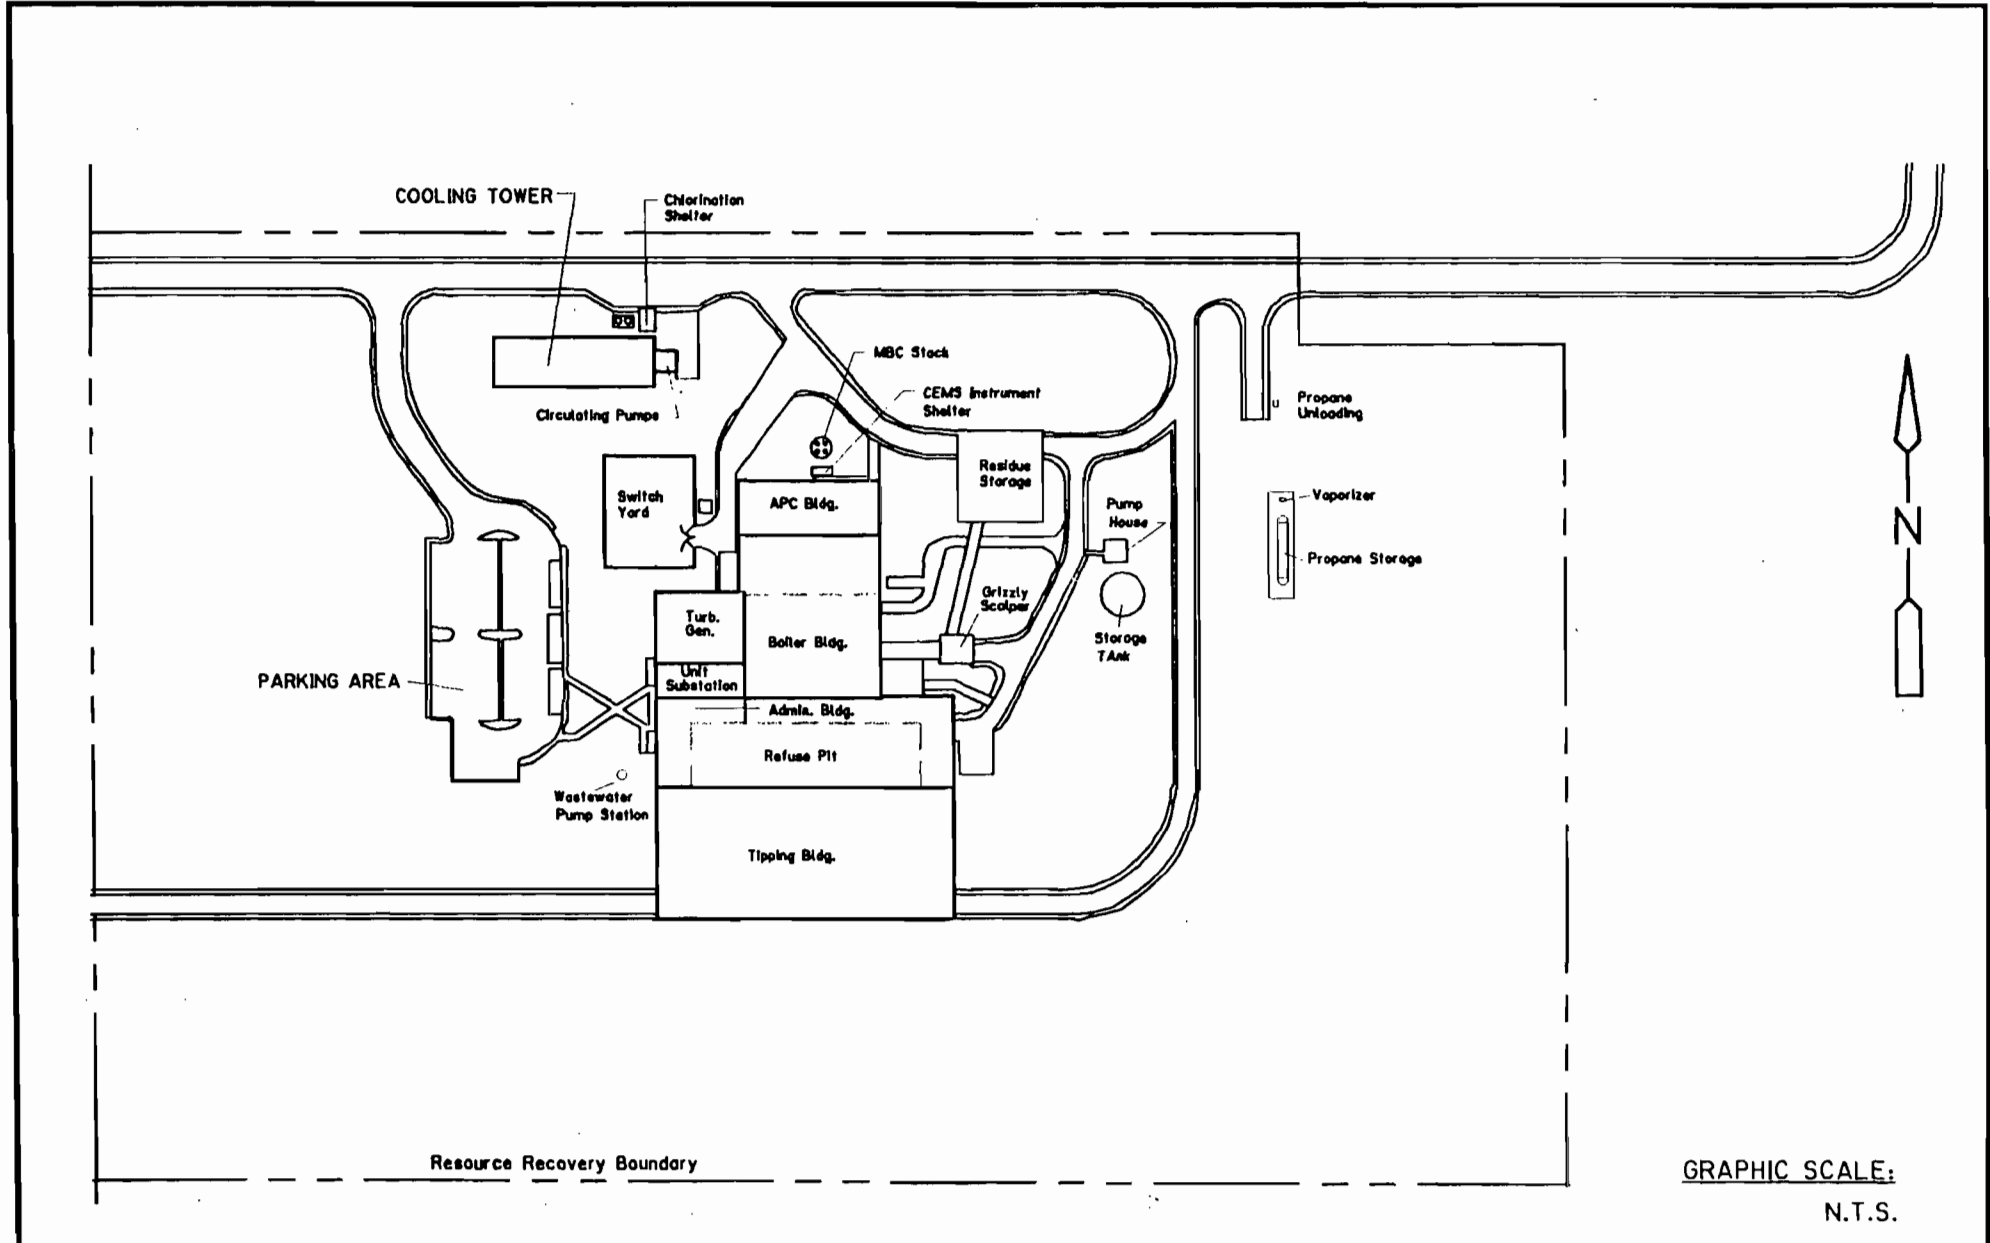 COOLING TOWER
Chlorination
Shelter
MBC Stack
CEMS Instrument
Shelter
Circulating Pumps
Propane
Unloading
Switch
Yard
APC Bldg.
Residue
Storage
Pump
House
Vaporizer
N
Propane Storage
Grizzly
Scalper
Turb.
Gen.
Boiler Bldg.
Storage
TAnk
PARKING AREA
Unit
Substation
Admin. Bldg.
Refuse Pit
Wastewater
Pump Station
Tipping Bldg.
Resource Recovery Boundary
GRAPHIC SCALE:
N.T.S.